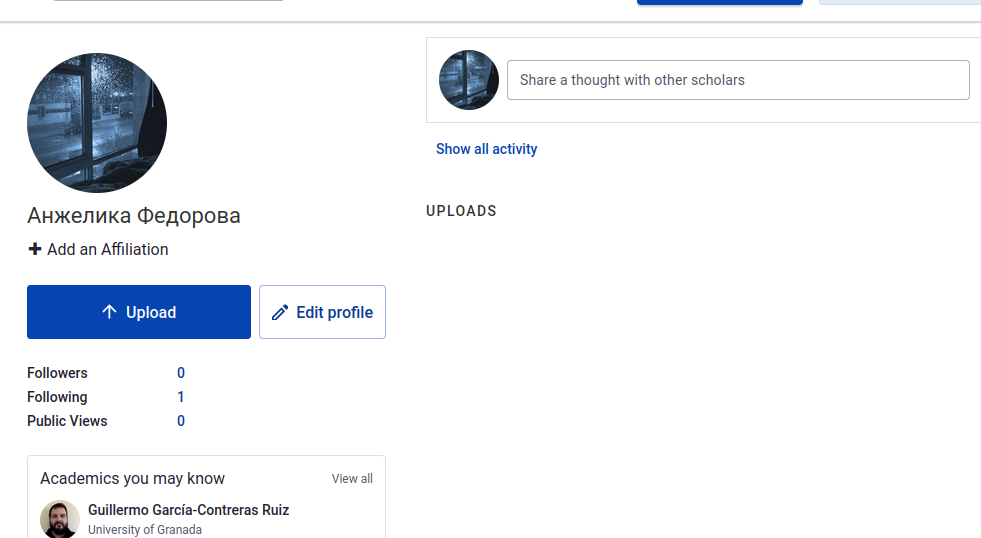 Анжелика Федорова
Add an Affiliation
Upload
Edit profile
Followers 0
Following 1
Public Views 0
Academics you may know View all
Guillermo García-Contreras Ruiz
University of Granada
Share a thought with other scholars
Show all activity
UPLOADS